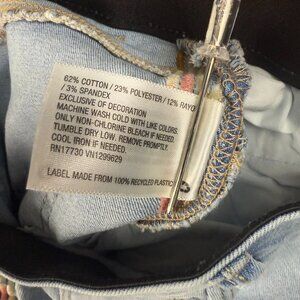 62% COTTON / 23% POLYESTER / 12% RAYO
/ 3% SPANDEX
EXCLUSIVE OF DECORATION
MACHINE WASH COLD WITH LIKE COLORS.
ONLY NON-CHLORINE BLEACH IF NEEDED.
TUMBLE DRY LOW. REMOVE PROMPTLY.
COOL IRON IF NEEDED.
RN17730 VN1299629
LABEL MADE FROM 100% RECYCLED PLASTIC